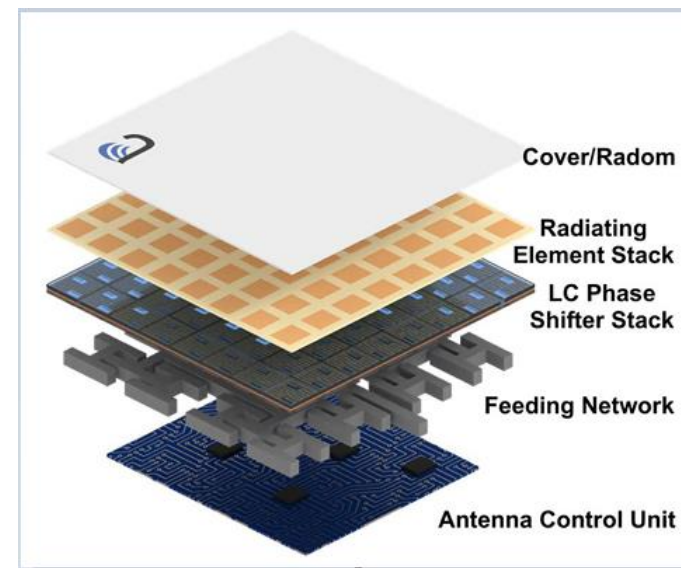 Cover/Radom
Radiating
Element Stack
LC Phase
Shifter Stack
Feeding Network
Antenna Control Unit